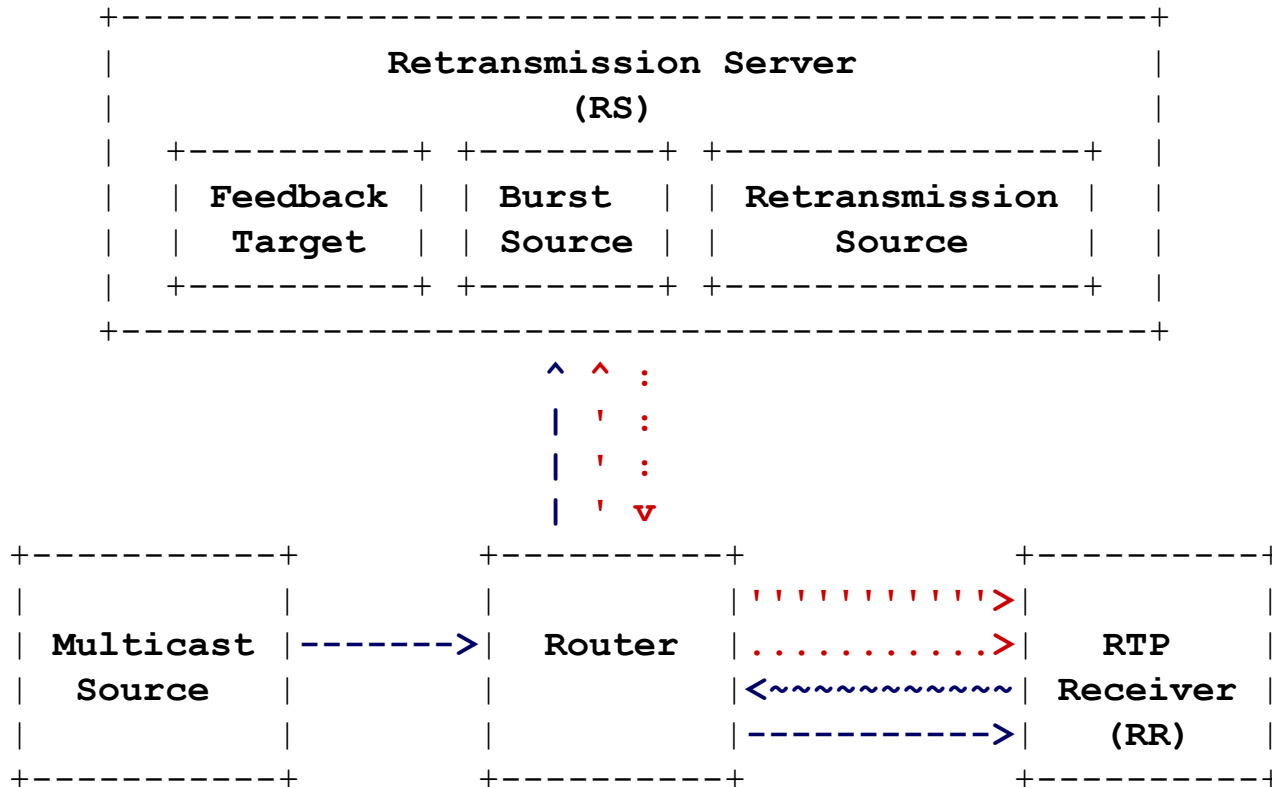 +----------------------------------------------+
|            Retransmission Server             |
|                    (RS)                      |
|  +-----------+ +--------+ +----------------+  |
|  | Feedback | | Burst  | | Retransmission |  |
|  |  Target  | | Source | |     Source     |  |
|  +-----------+ +--------+ +----------------+  |
+----------------------------------------------+
^ ^ :
| ' :
| ' :
| ' v
+-----------+        +----------+            +----------+
|           |        |          |'''''''''''>|          |
| Multicast |------->|  Router  |...........>|   RTP    |
|  Source   |        |          |<~~~~~~~~~~~| Receiver |
|           |        |          |----------->|   (RR)   |
+-----------+        +----------+            +----------+